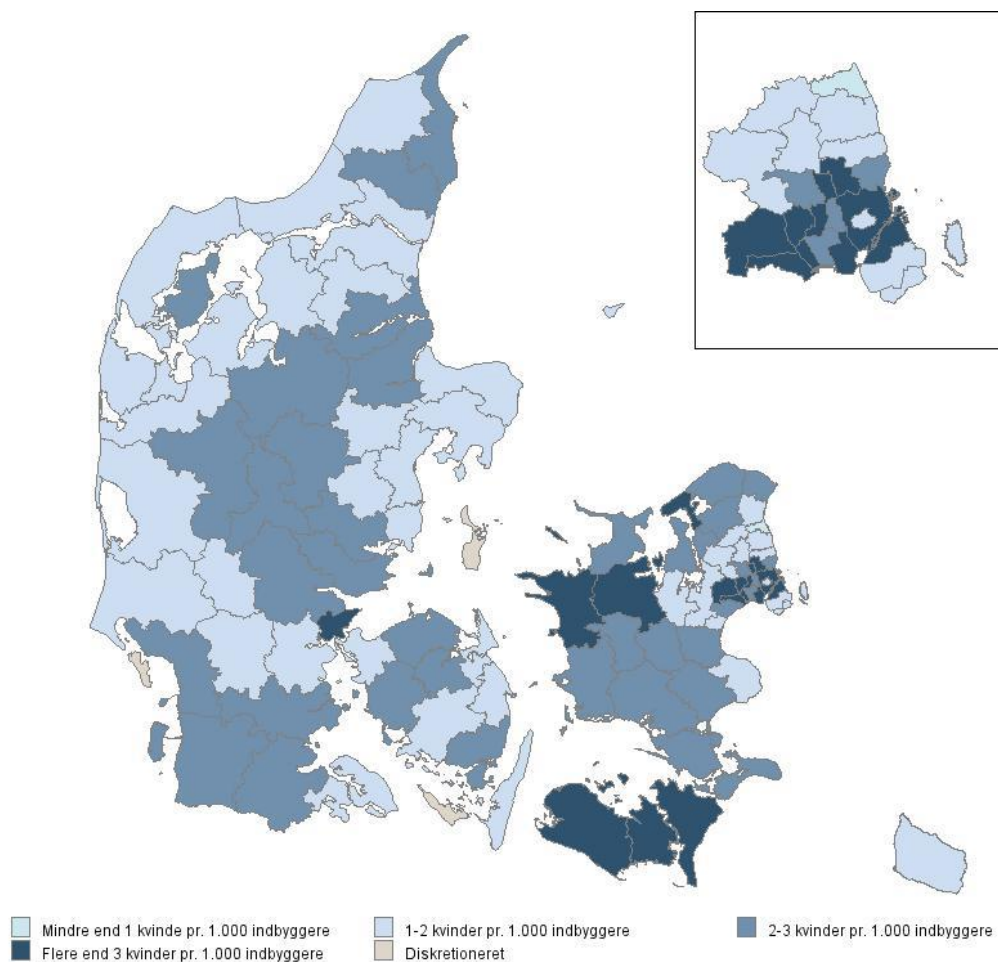 Mindre end 1 kvinde pr. 1.000 indbyggere 1-2 kvinder pr. 1.000 indbyggere 2-3 kvinder pr. 1.000 indbyggere
Flere end 3 kvinder pr. 1.000 indbyggere Diskretioneret